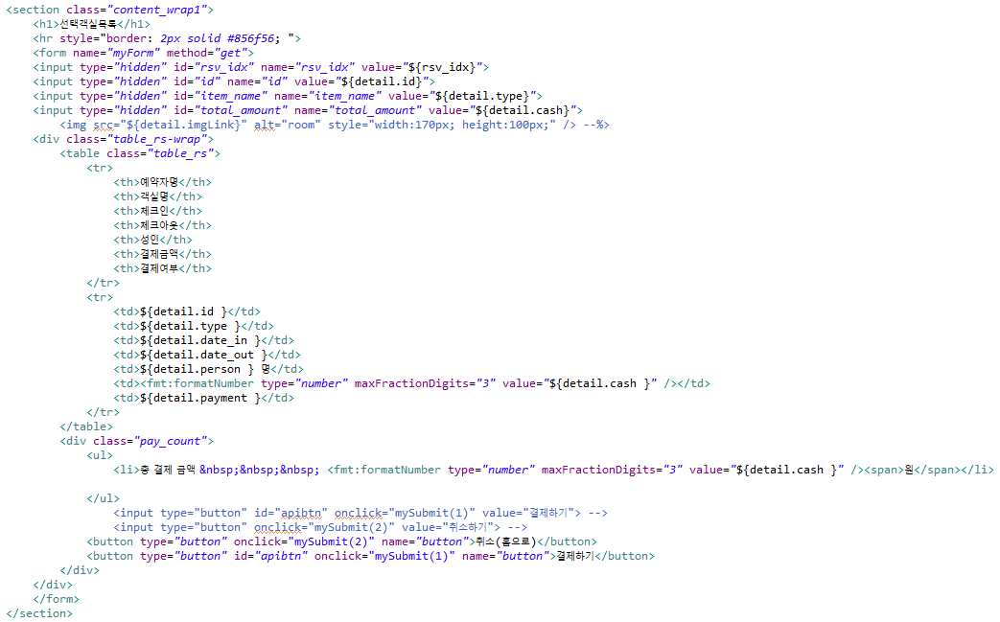 <section class="content_wrap1">
<h1>선택객실목록</h1>
<hr style="border: 2px solid #856f56; ">
<form name="myForm" method="get">
<input type="hidden" id="rsv_idx" name="rsv_idx" value="${rsv_idx}">
<input type="hidden" id="id" name="id" value="${detail.id}">
<input type="hidden" id="item_name" name="item_name" value="${detail.type}">
<input type="hidden" id="total_amount" name="total_amount" value="${detail.cash}">
<img src="${detail.imgLink}" alt="room" style="width:170px; height:100px;" /> --%>
<div class="table_rs-wrap">
<table class="table_rs">
<tr>
<th>예약자명</th>
<th>객실명</th>
<th>체크인</th>
<th>체크아웃</th>
<th>성인</th>
<th>결제금액</th>
<th>결제여부</th>
</tr>
<tr>
<td>${detail.id }</td>
<td>${detail.type }</td>
<td>${detail.date_in }</td>
<td>${detail.date_out }</td>
<td>${detail.person } 명</td>
<td><fmt:formatNumber type="number" maxFractionDigits="3" value="${detail.cash }" /></td>
<td>${detail.payment }</td>
</tr>
</table>
<div class="pay_count">
<ul>
<li>총 결제 금액 &nbsp;&nbsp;&nbsp; <fmt:formatNumber type="number" maxFractionDigits="3" value="${detail.cash }" /><span>원</span></li>
</ul>
<input type="button" id="apibtn" onclick="mySubmit(1)" value="결제하기"> -->
<input type="button" onclick="mySubmit(2)" value="취소하기"> -->
<button type="button" onclick="mySubmit(2)" name="button">취소(홈으로)</button>
<button type="button" id="apibtn" onclick="mySubmit(1)" name="button">결제하기</button>
</div>
</div>
</form>
</section>